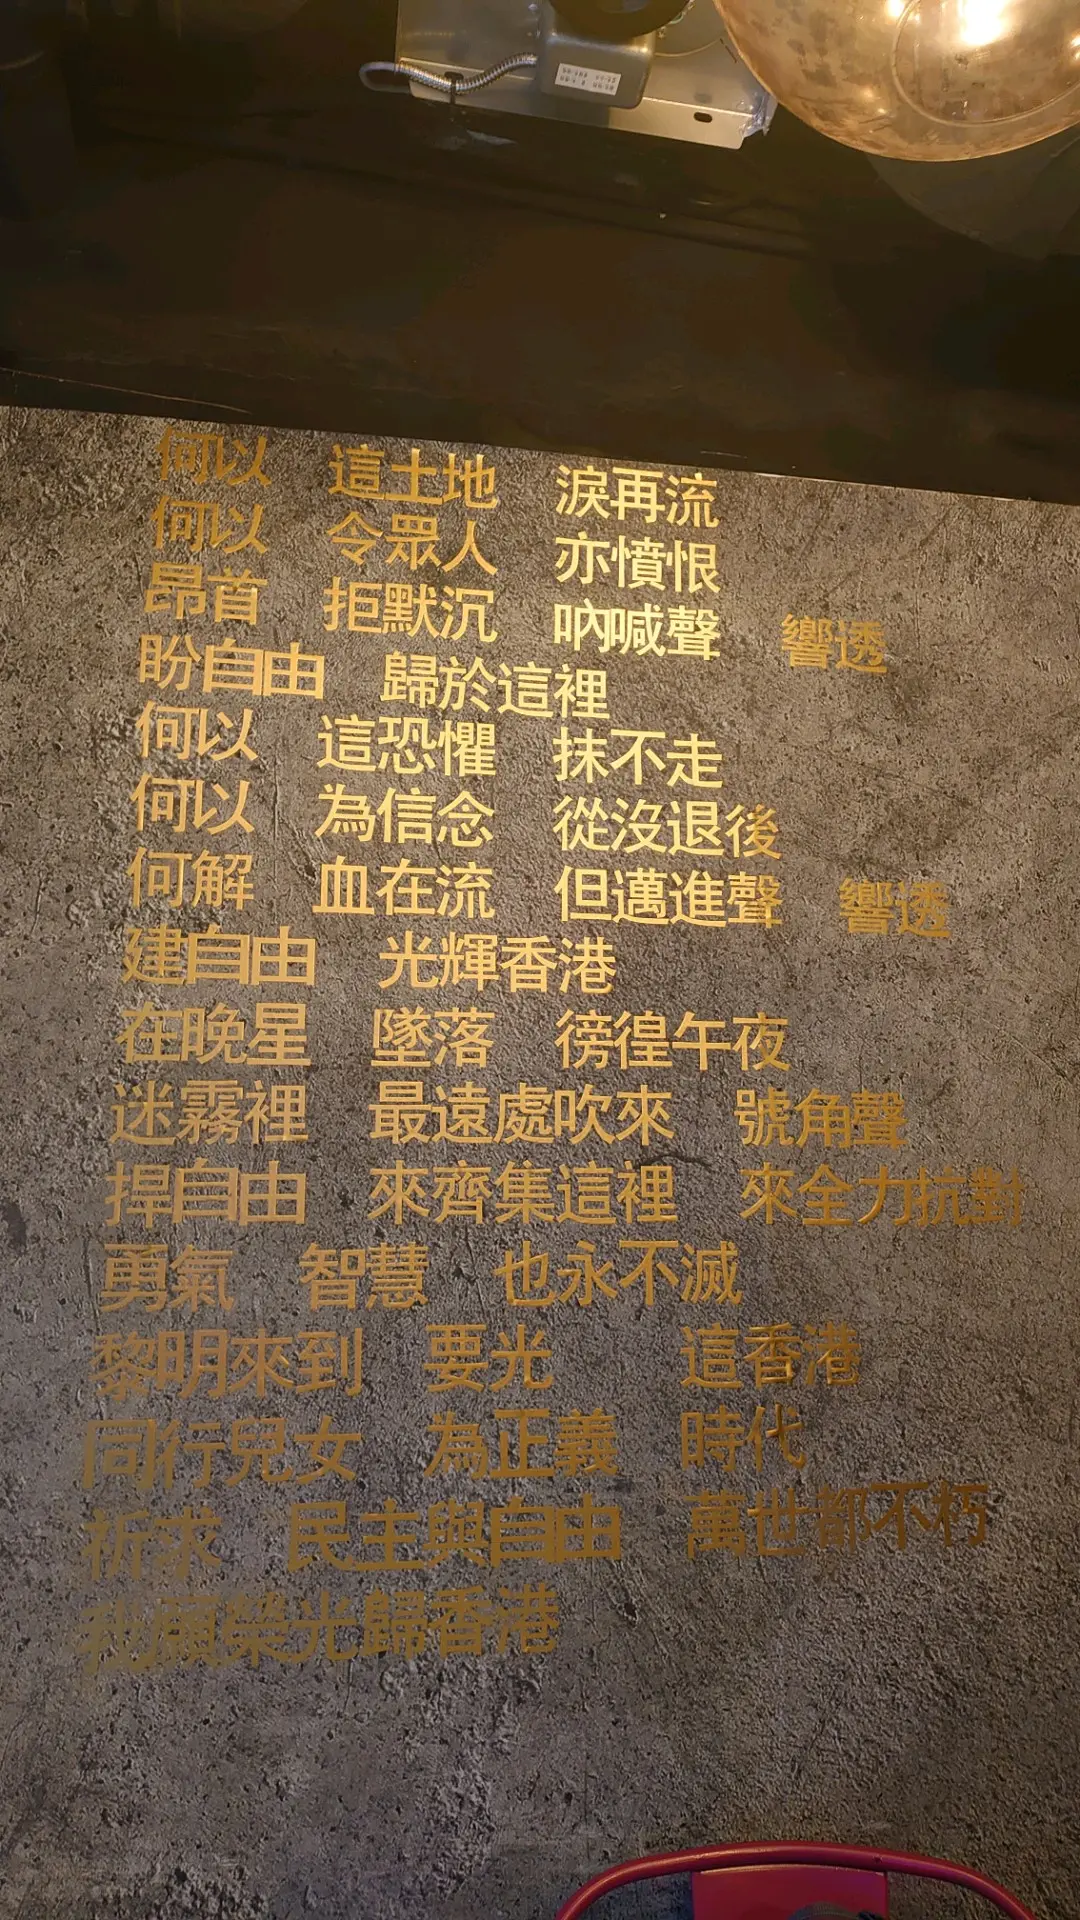 何以 這土地 淚再流
何以 令眾人 亦憤恨
昂首 拒默沉 吶喊聲 響透
盼自由 歸於這裡
何以 這恐懼 抹不走
何以 為信念 從沒退後
何解 血在流 但邁進聲 響透
建自由 光輝香港
在晚星 墜落 徬徨午夜
迷霧裡 最遠處吹來 號角聲
捍自由 來齊集這裡 來全力抗對
勇氣 智慧 也永不滅
黎明來到 要光 這香港
同行兒女 為正義 時代
祈求 民主與自由 萬世都不朽
我願榮光歸香港